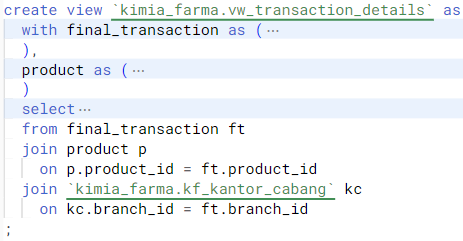 create view `kimia_farma.vw_transaction_details` as
with final_transaction as (⋯
),
product as (⋯
)
select⋯
from final_transaction ft
join product p
on p.product_id = ft.product_id
join `kimia_farma.kf_kantor_cabang` kc
on kc.branch_id = ft.branch_id
;